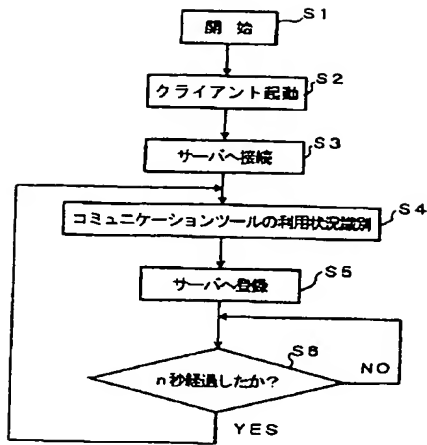 S1
開始
S2
クライアント起動
S3
サーバへ接続
S4
コミュニケーションツールの利用状況識別
S5
サーバへ登録
S6
n秒経過したか?
NO
YES